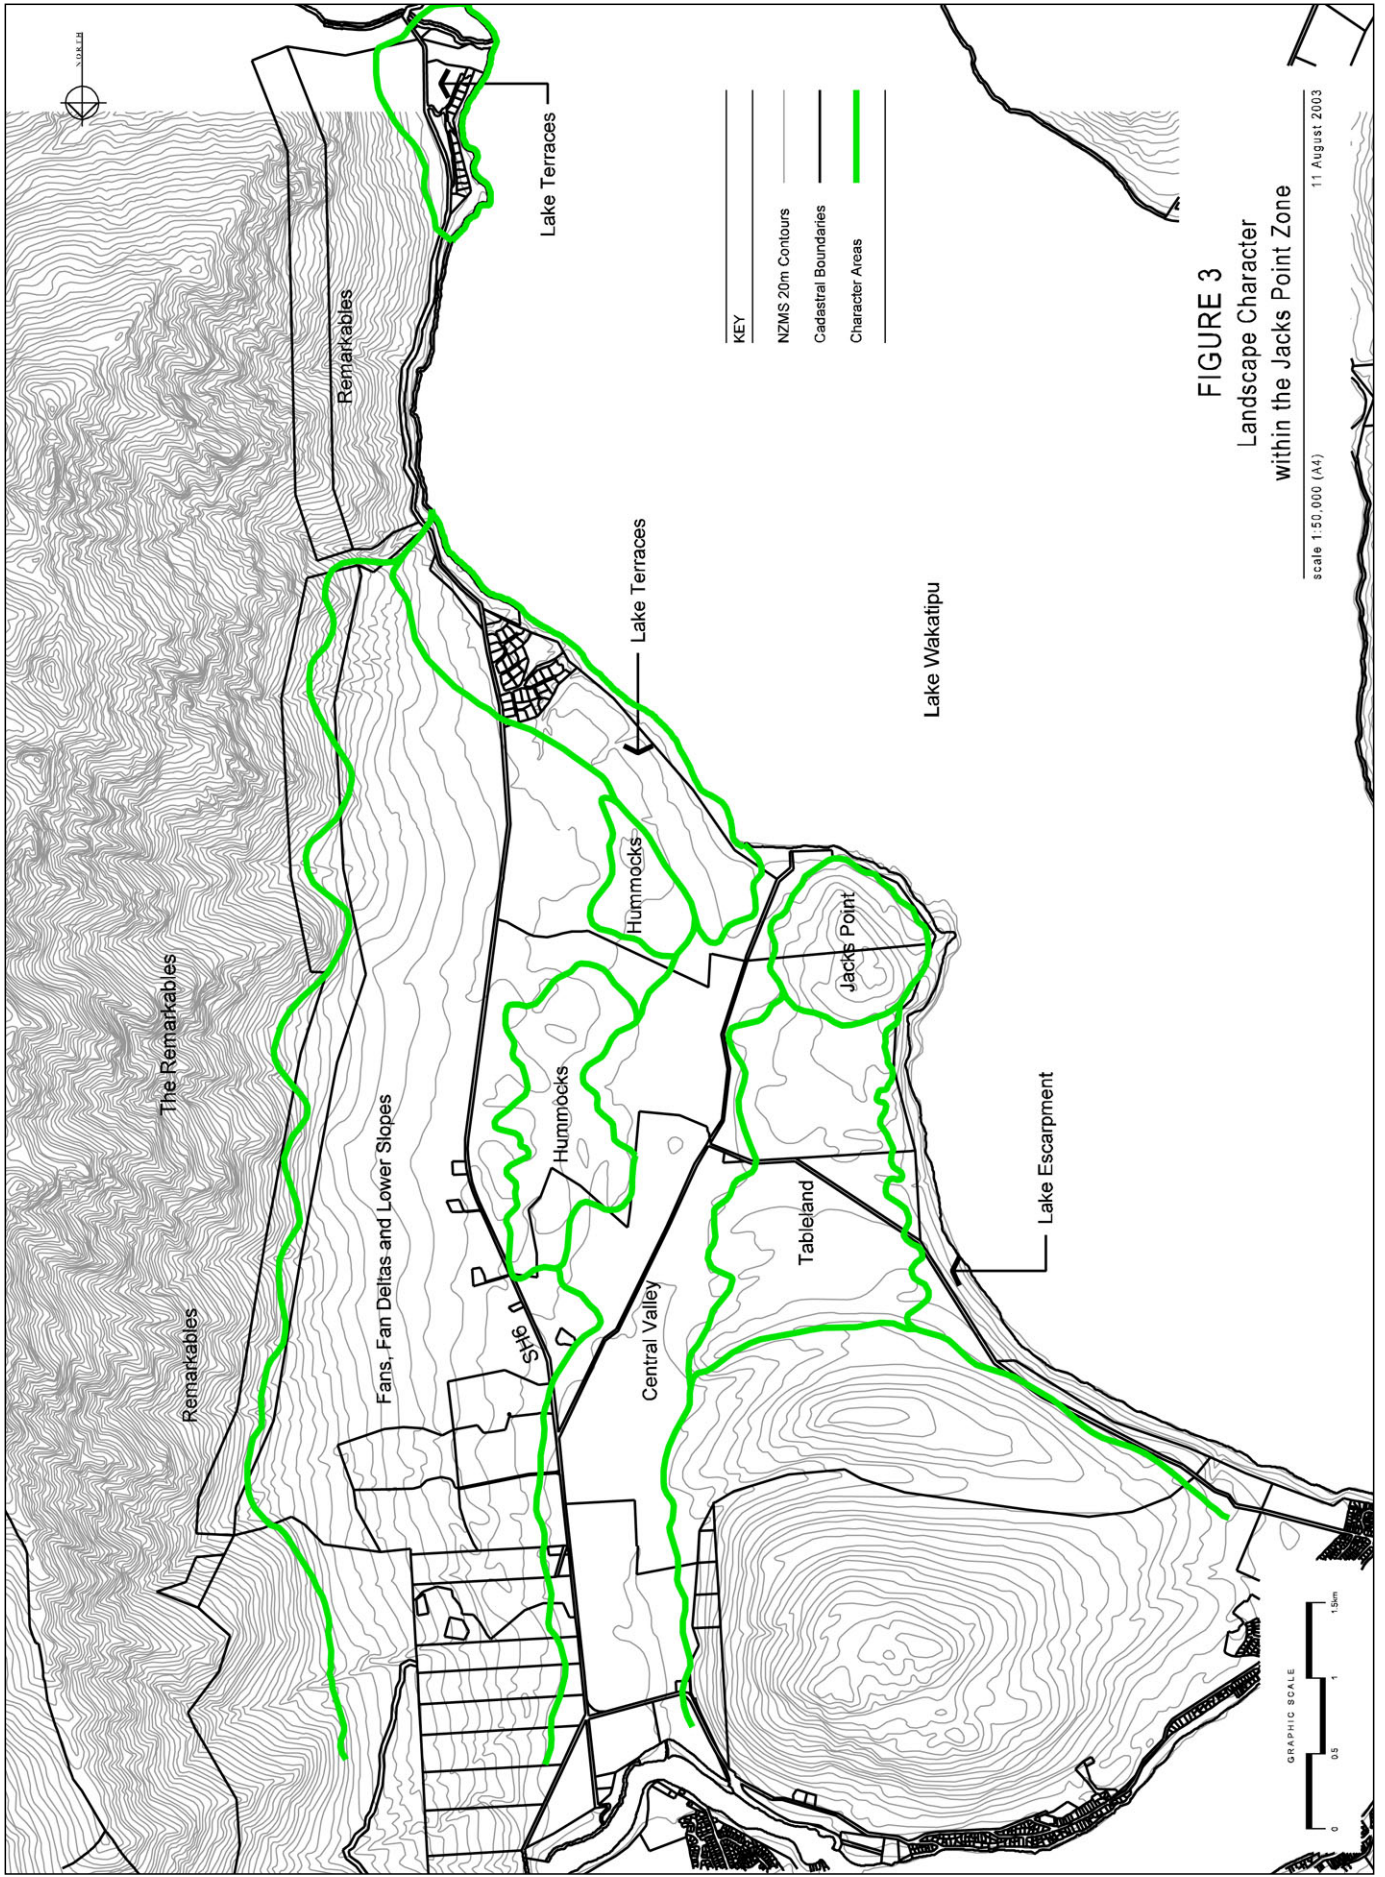 NORTH
The Remarkables
Remarkables
Remarkables
Fans, Fan Deltas and Lower Slopes
SH6
Hummocks
Hummocks
Lake Terraces
Lake Terraces
Central Valley
Tableland
Jacks Point
Lake Escarpment
Lake Wakatipu
KEY
NZMS 20m Contours
Cadastral Boundaries
Character Areas
FIGURE 3
Landscape Character
within the Jacks Point Zone
scale 1:50,000 (A4)
11 August 2003
GRAPHIC SCALE
0 0.5 1 1.5km